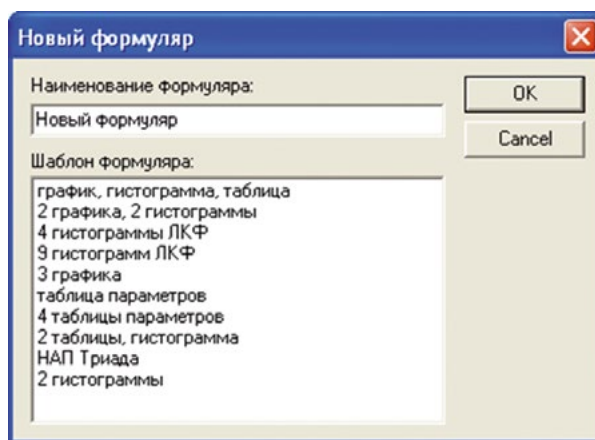 Новый формуляр
Наименование формуляра:
OK
Новый формуляр
Cancel
Шаблон формуляра:
график, гистограмма, таблица
2 графика, 2 гистограммы
4 гистограммы ЛКФ
9 гистограмм ЛКФ
3 графика
таблица параметров
4 таблицы параметров
2 таблицы, гистограмма
НАП Триада
2 гистограммы